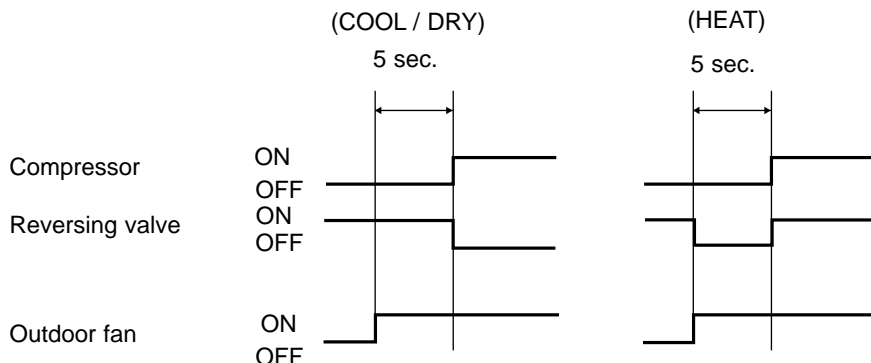 (COOL / DRY) (HEAT)
5 sec. 5 sec.
Compressor ON
OFF
Reversing valve ON
OFF
Outdoor fan ON
OFF